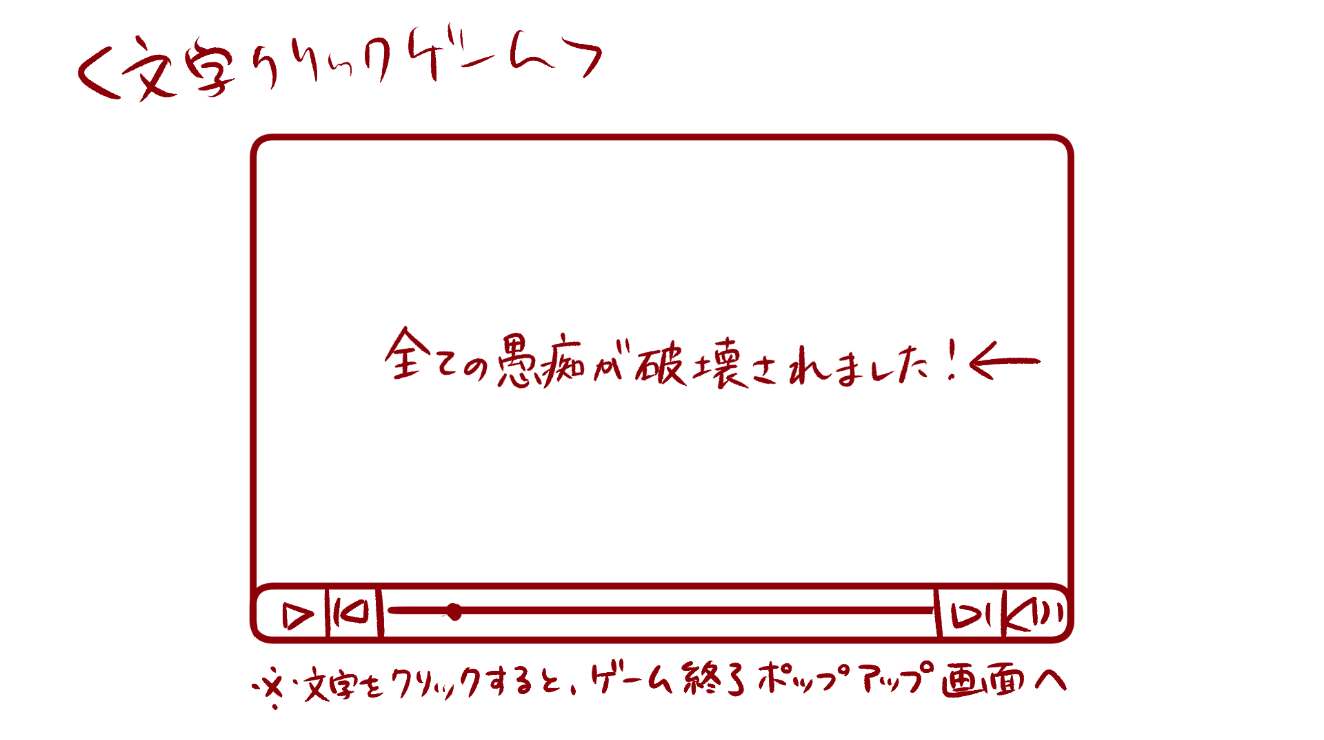 <文字クリックゲーム>
全ての愚痴が破壊されました!←
※文字をクリックすると、ゲーム終了ポップアップ画面へ